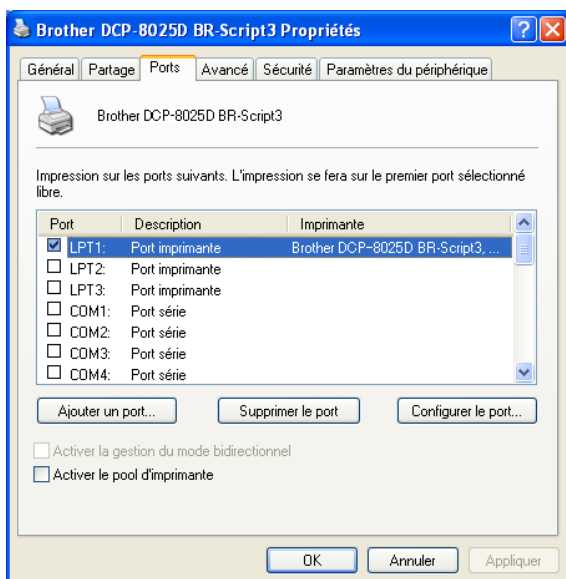 Brother DCP-8025D BR-Script3 Propriétés
Général Partage Ports Avancé Sécurité Paramètres du périphérique
Brother DCP-8025D BR-Script3
Impression sur les ports suivants. L'impression se fera sur le premier port sélectionné
libre.
Port Description Imprimante
LPT1: Port imprimante Brother DCP-8025D BR-Script3, ...
LPT2: Port imprimante
LPT3: Port imprimante
COM1: Port série
COM2: Port série
COM3: Port série
COM4: Port série
Ajouter un port... Supprimer le port Configurer le port...
Activer la gestion du mode bidirectionnel
Activer le pool d'imprimante
OK Annuler Appliquer